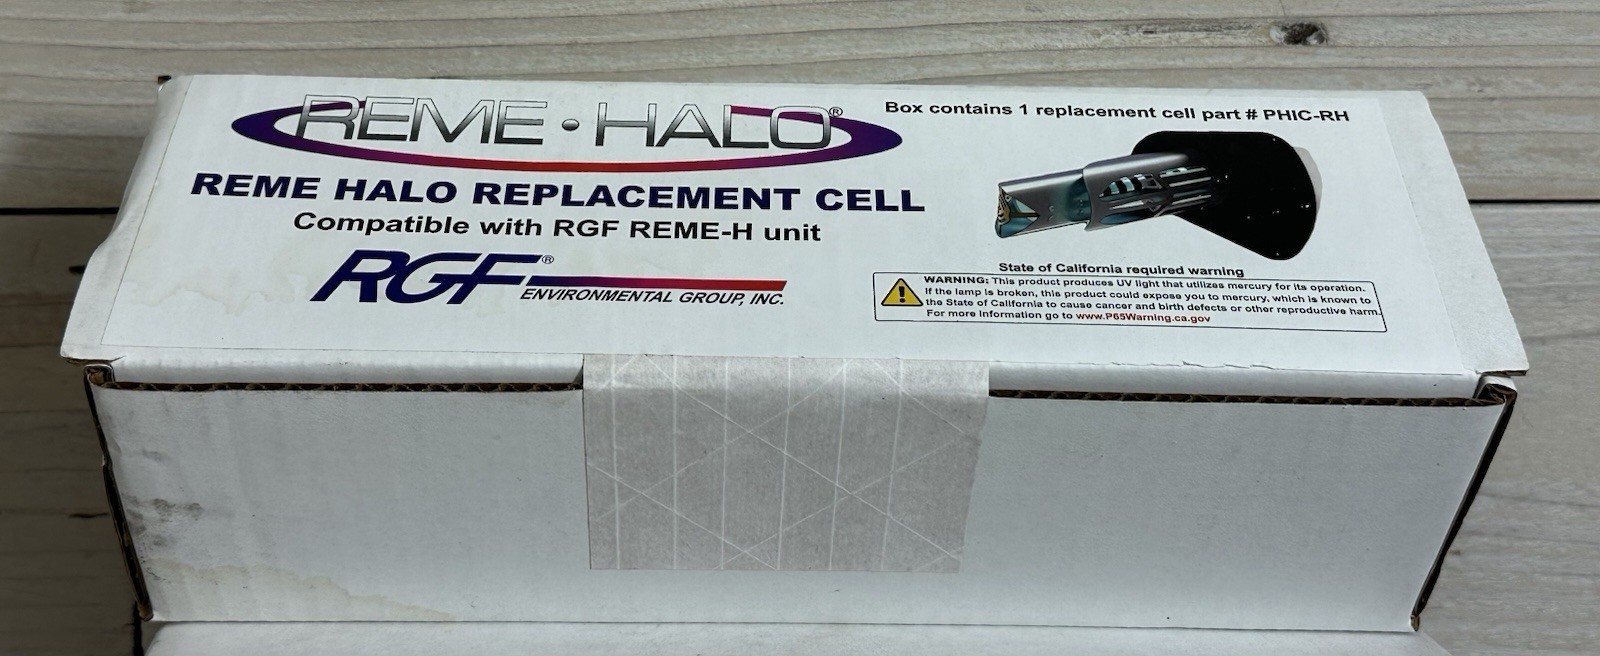 REME • HALO®
REME HALO REPLACEMENT CELL
Compatible with RGF REME-H unit
RGF®
ENVIRONMENTAL GROUP, INC.
Box contains 1 replacement cell part # PHIC-RH
State of California required warning
WARNING: This product produces UV light that utilizes mercury for its operation.
If the lamp is broken, this product could expose you to mercury, which is known to
the State of California to cause cancer and birth defects or other reproductive harm.
For more information go to www.P65Warning.ca.gov